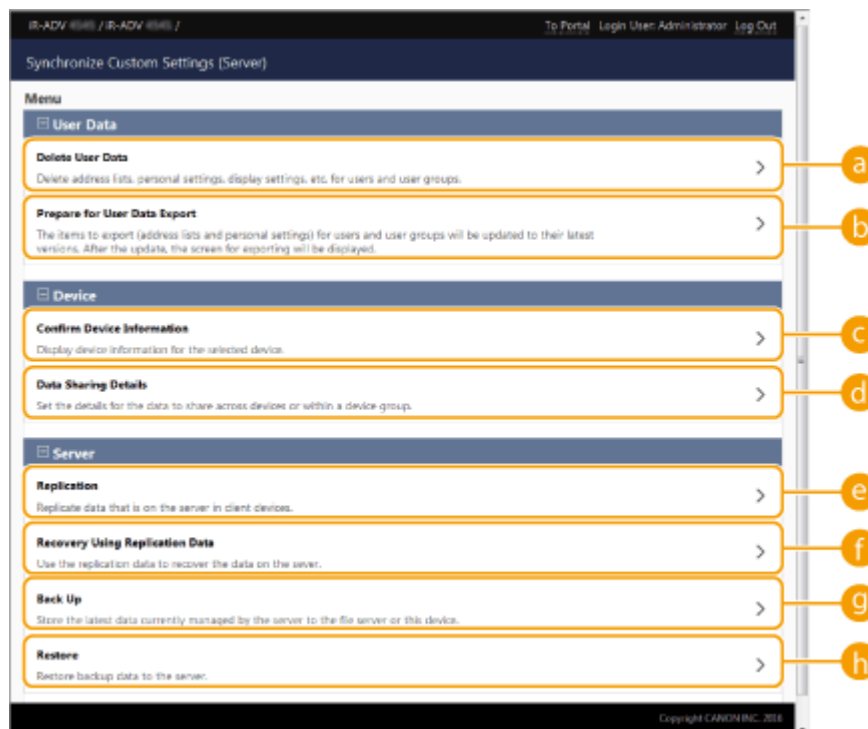 iR-ADV / iR-ADV /
To Portal Login User: Administrator Log Out
Synchronize Custom Settings (Server)
Menu
User Data
Delete User Data
Delete address lists, personal settings, display settings, etc. for users and user groups.
a
Prepare for User Data Export
The items to export (address lists and personal settings) for users and user groups will be updated to their latest
versions. After the update, the screen for exporting will be displayed.
b
Device
Confirm Device Information
Display device information for the selected device.
c
Data Sharing Details
Set the details for the data to share across devices or within a device group.
d
Server
Replication
Replicate data that is on the server in client devices.
e
Recovery Using Replication Data
Use the replication data to recover the data on the sever.
f
Back Up
Store the latest data currently managed by the server to the file server or this device.
g
Restore
Restore backup data to the server.
h
Copyright CANON INC. 2016